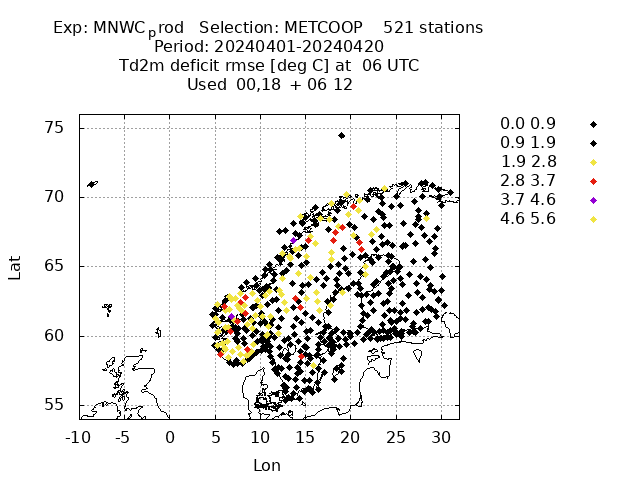 Exp: MNWCprod   Selection: METCOOP    521 stations
Period: 20240401-20240420
Td2m deficit rmse [deg C] at  06 UTC
Used  00,18  + 06 12
75
70
65
60
55
Lat
-10 -5 0 5 10 15 20 25 30
Lon
0.0 0.9
0.9 1.9
1.9 2.8
2.8 3.7
3.7 4.6
4.6 5.6